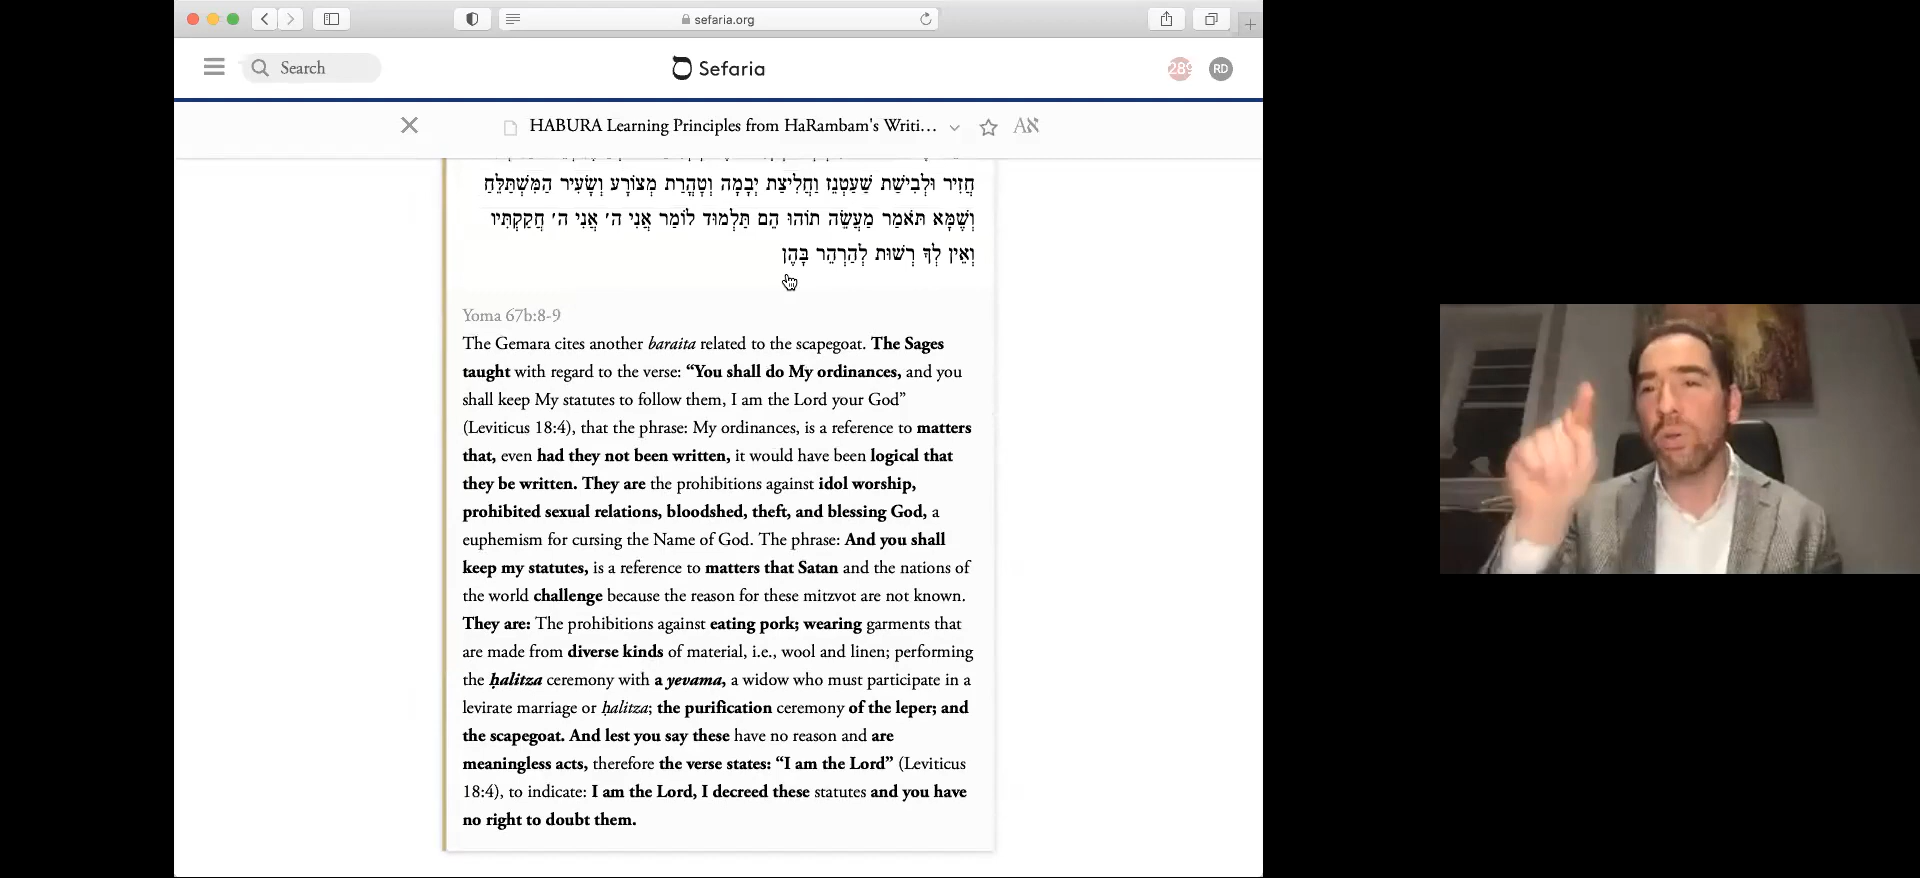 sefaria.org
Search
Sefaria
289
RD
HABURA Learning Principles from HaRambam's Writi…
Aא
חֲזִיר וּלְבִישַׁת שַׁעַטְנֵז וַחֲלִיצַת יְבָמָה וְטׇהֳרַת מְצוֹרָע וְשָׂעִיר הַמִּשְׁתַּלֵּחַ
וְשֶׁמָּא תֹּאמַר מַעֲשֵׂה תוֹהוּ הֵם תַּלְמוּד לוֹמַר אֲנִי ה׳ אֲנִי ה׳ חֲקַקְתִּיו
וְאֵין לְךָ רְשׁוּת לְהַרְהֵר בָּהֶן
Yoma 67b:8-9
The Gemara cites another baraita related to the scapegoat. The Sages
taught with regard to the verse: “You shall do My ordinances, and you
shall keep My statutes to follow them, I am the Lord your God”
(Leviticus 18:4), that the phrase: My ordinances, is a reference to matters
that, even had they not been written, it would have been logical that
they be written. They are the prohibitions against idol worship,
prohibited sexual relations, bloodshed, theft, and blessing God, a
euphemism for cursing the Name of God. The phrase: And you shall
keep my statutes, is a reference to matters that Satan and the nations of
the world challenge because the reason for these mitzvot are not known.
They are: The prohibitions against eating pork; wearing garments that
are made from diverse kinds of material, i.e., wool and linen; performing
the ḥalitza ceremony with a yevama, a widow who must participate in a
levirate marriage or ḥalitza; the purification ceremony of the leper; and
the scapegoat. And lest you say these have no reason and are
meaningless acts, therefore the verse states: “I am the Lord” (Leviticus
18:4), to indicate: I am the Lord, I decreed these statutes and you have
no right to doubt them.